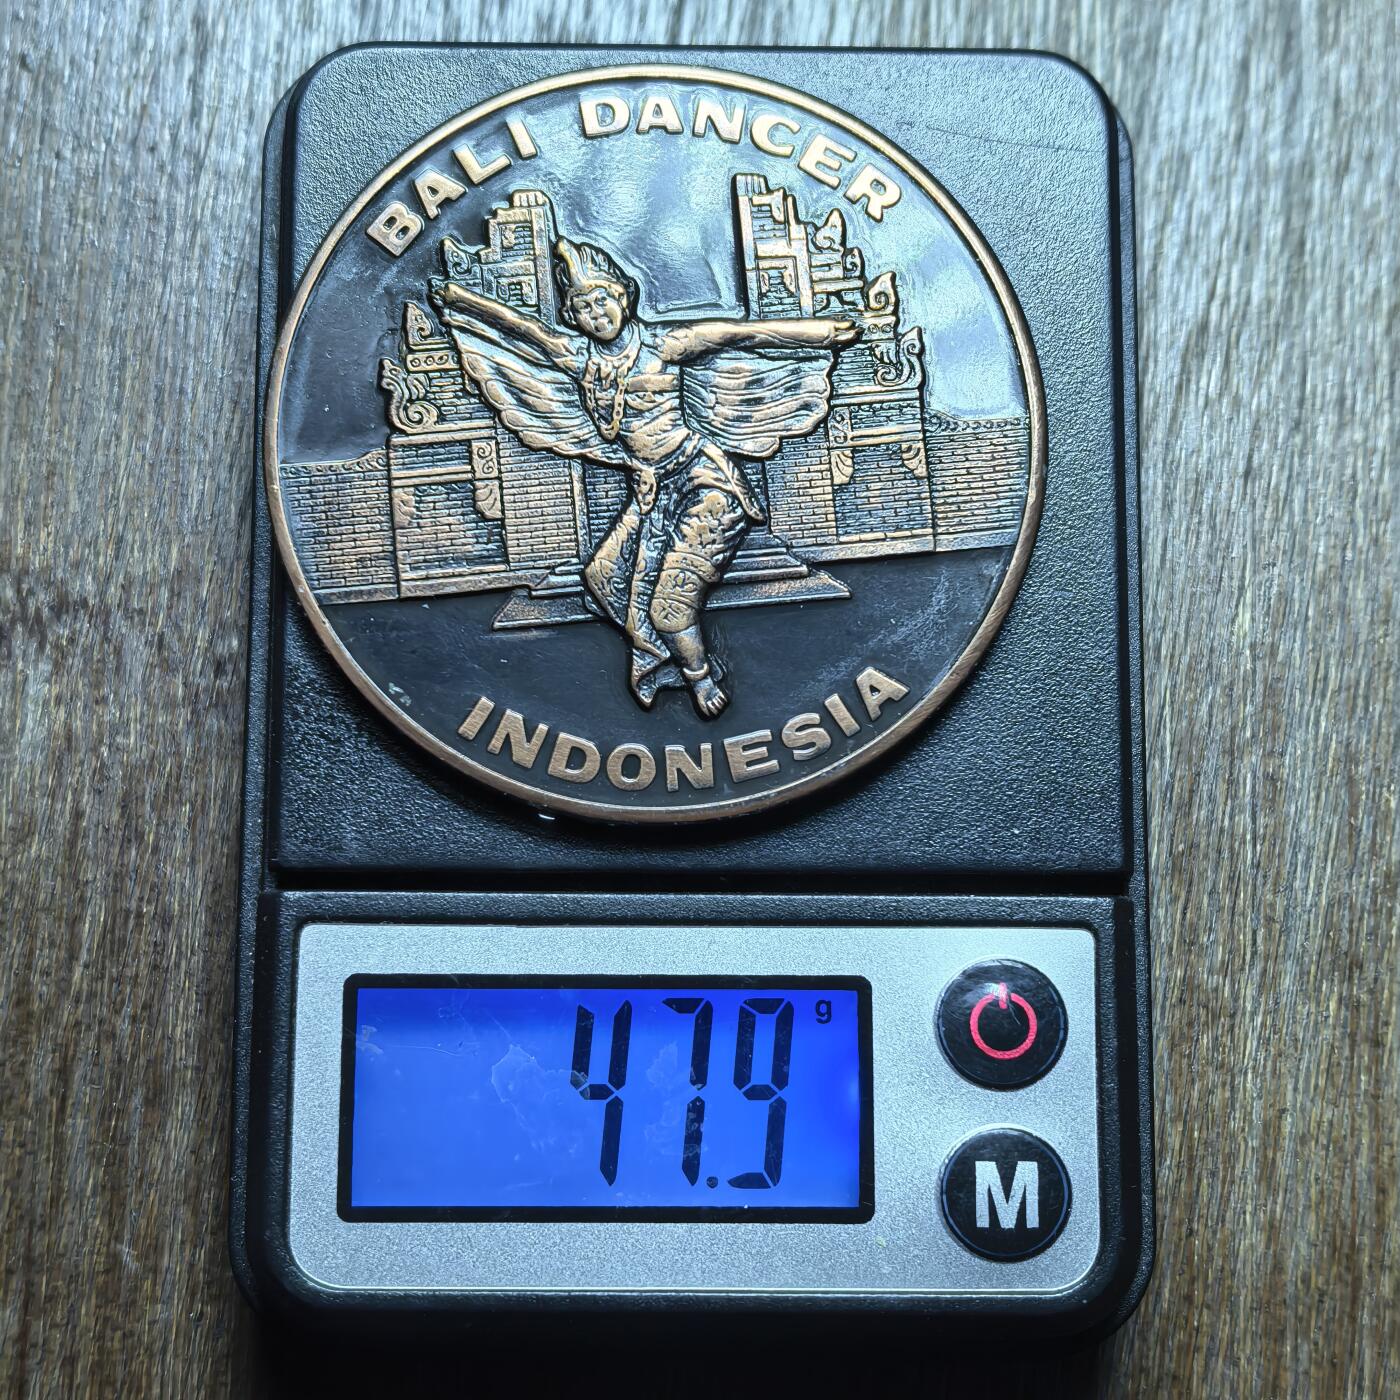 BALI DANCER
INDONESIA
47.9 g
M